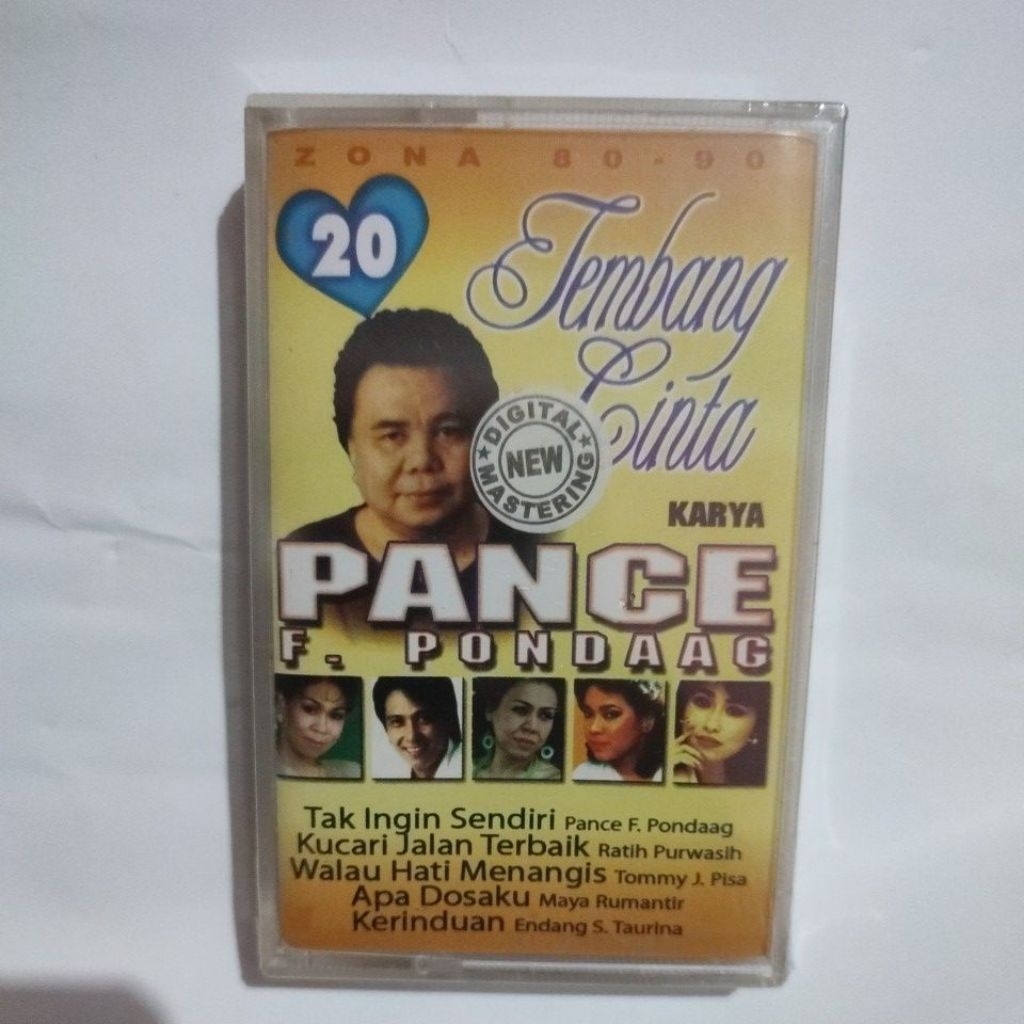 ZONA 80-90
20
Tembang
Cinta
DIGITAL
NEW
MASTERING
KARYA
PANCE
F. PONDAAG
Tak Ingin Sendiri Pance F. Pondaag
Kucari Jalan Terbaik Ratih Purwasih
Walau Hati Menangis Tommy J. Pisa
Apa Dosaku Maya Rumantir
Kerinduan Endang S. Taurina